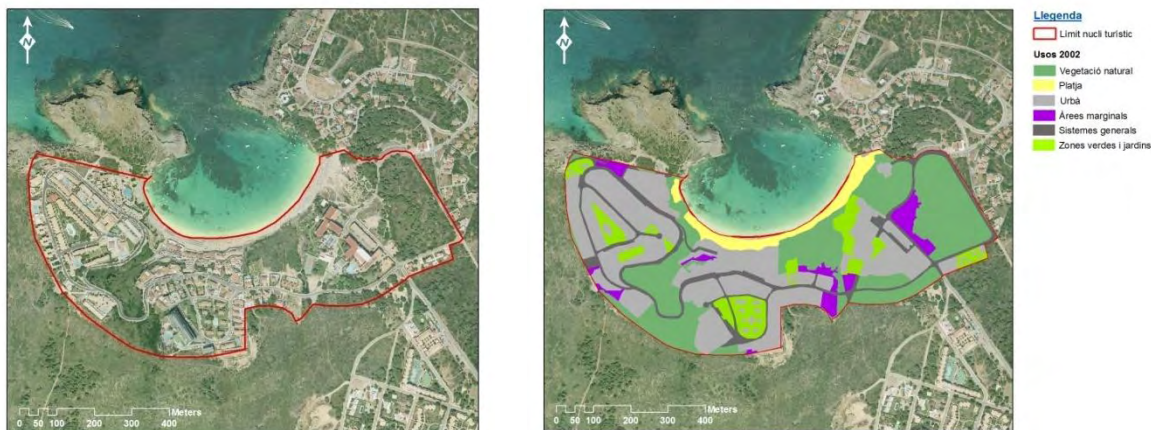 N
Meters
0 50 100 200 300 400
N
Meters
0 50 100 200 300 400
Llegenda
Límit nucli turístic
Usos 2002
Vegetació natural
Platja
Urbà
Àrees marginals
Sistemes generals
Zones verdes i jardins